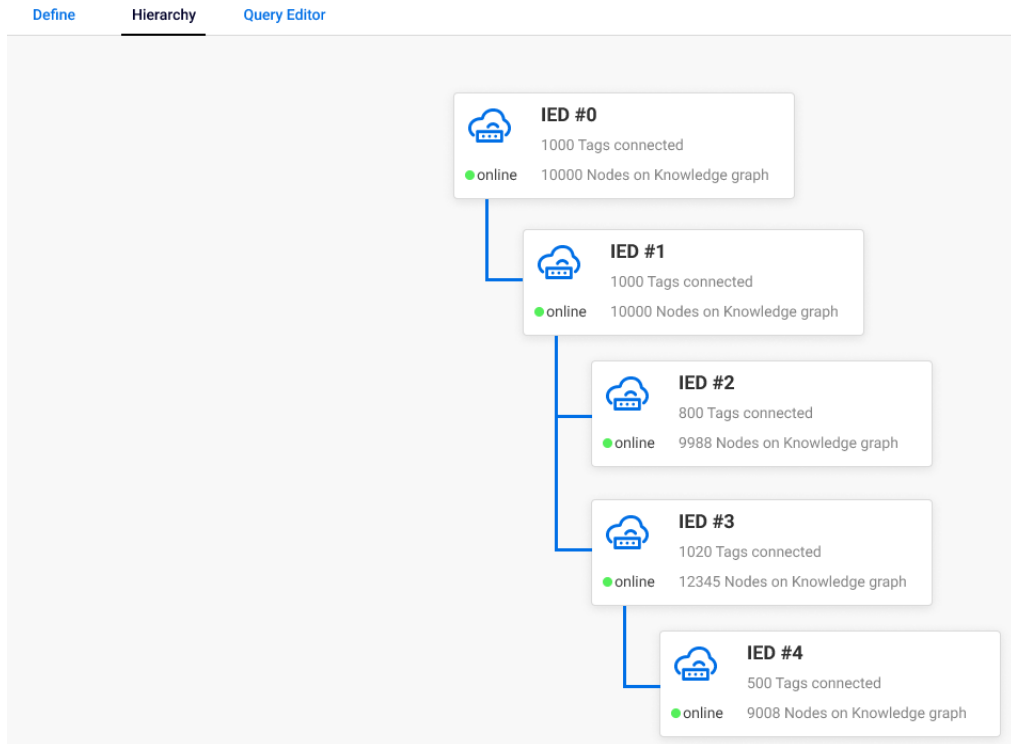 Define Hierarchy Query Editor
IED #0
1000 Tags connected
online 10000 Nodes on Knowledge graph
IED #1
1000 Tags connected
online 10000 Nodes on Knowledge graph
IED #2
800 Tags connected
online 9988 Nodes on Knowledge graph
IED #3
1020 Tags connected
online 12345 Nodes on Knowledge graph
IED #4
500 Tags connected
online 9008 Nodes on Knowledge graph